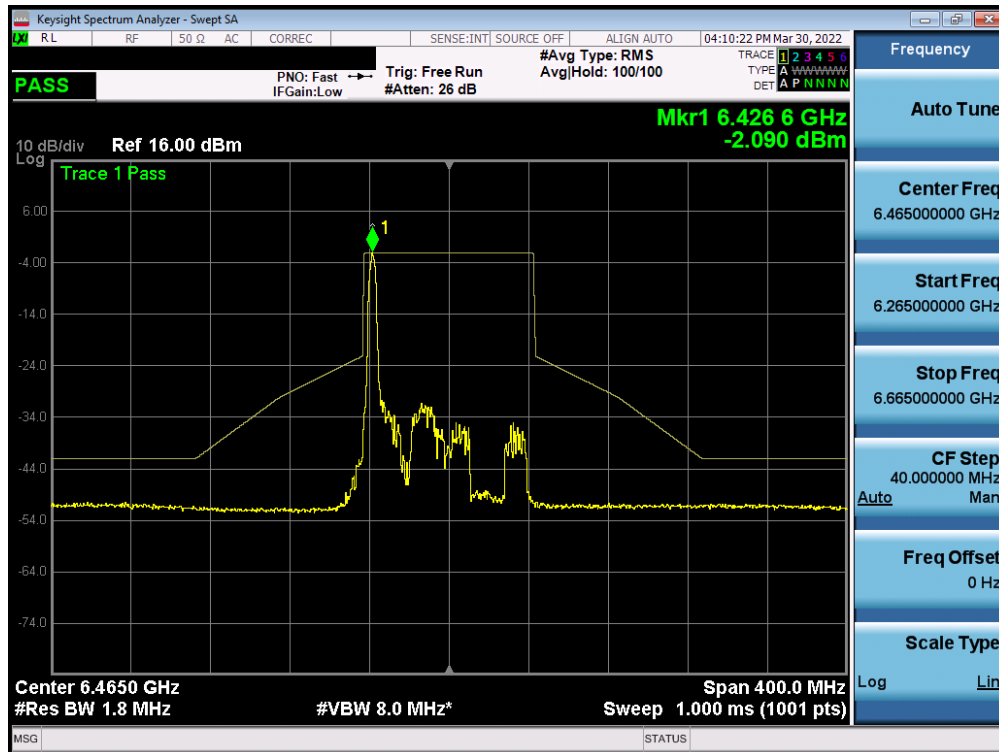 Keysight Spectrum Analyzer - Swept SA
LXI RL RF 50 Ω AC CORREC SENSE:INT SOURCE OFF ALIGN AUTO 04:10:22 PM Mar 30, 2022
PASS
PNO: Fast
IFGain:Low
Trig: Free Run
#Atten: 26 dB
#Avg Type: RMS
Avg|Hold: 100/100
TRACE 1 2 3 4 5 6
TYPE A WWWWW
DET A P N N N N
Mkr1 6.426 6 GHz
-2.090 dBm
10 dB/div Ref 16.00 dBm
Log
Trace 1 Pass
1
6.00
-4.00
-14.0
-24.0
-34.0
-44.0
-54.0
-64.0
-74.0
Center 6.4650 GHz Span 400.0 MHz
#Res BW 1.8 MHz #VBW 8.0 MHz* Sweep 1.000 ms (1001 pts)
MSG STATUS
Frequency
Auto Tune
Center Freq
6.465000000 GHz
Start Freq
6.265000000 GHz
Stop Freq
6.665000000 GHz
CF Step
40.000000 MHz
Auto Man
Freq Offset
0 Hz
Scale Type
Log Lin